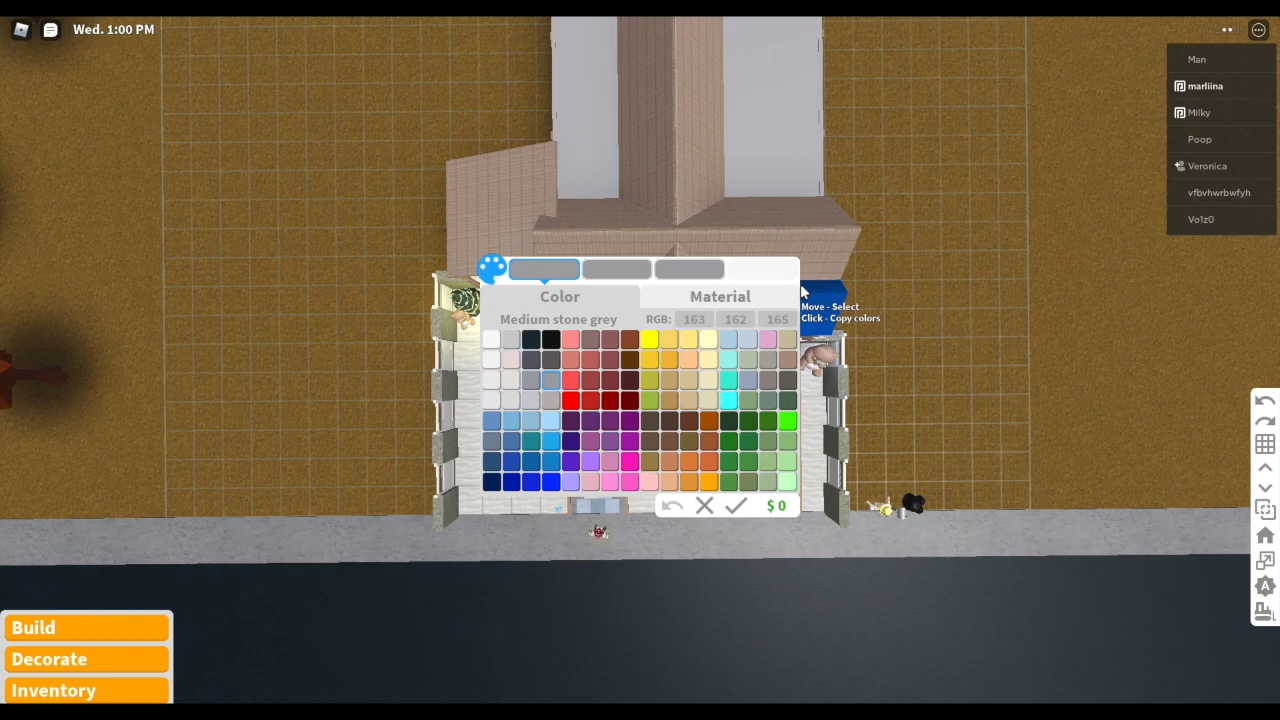 Wed. 1:00 PM
Man
marliina
Milky
Poop
Veronica
vfbvhwrbwfyh
Vo1z0
Color
Material
Medium stone grey
RGB: 163 162 165
Move - Select
Click - Copy colors
$ 0
Build
Decorate
Inventory